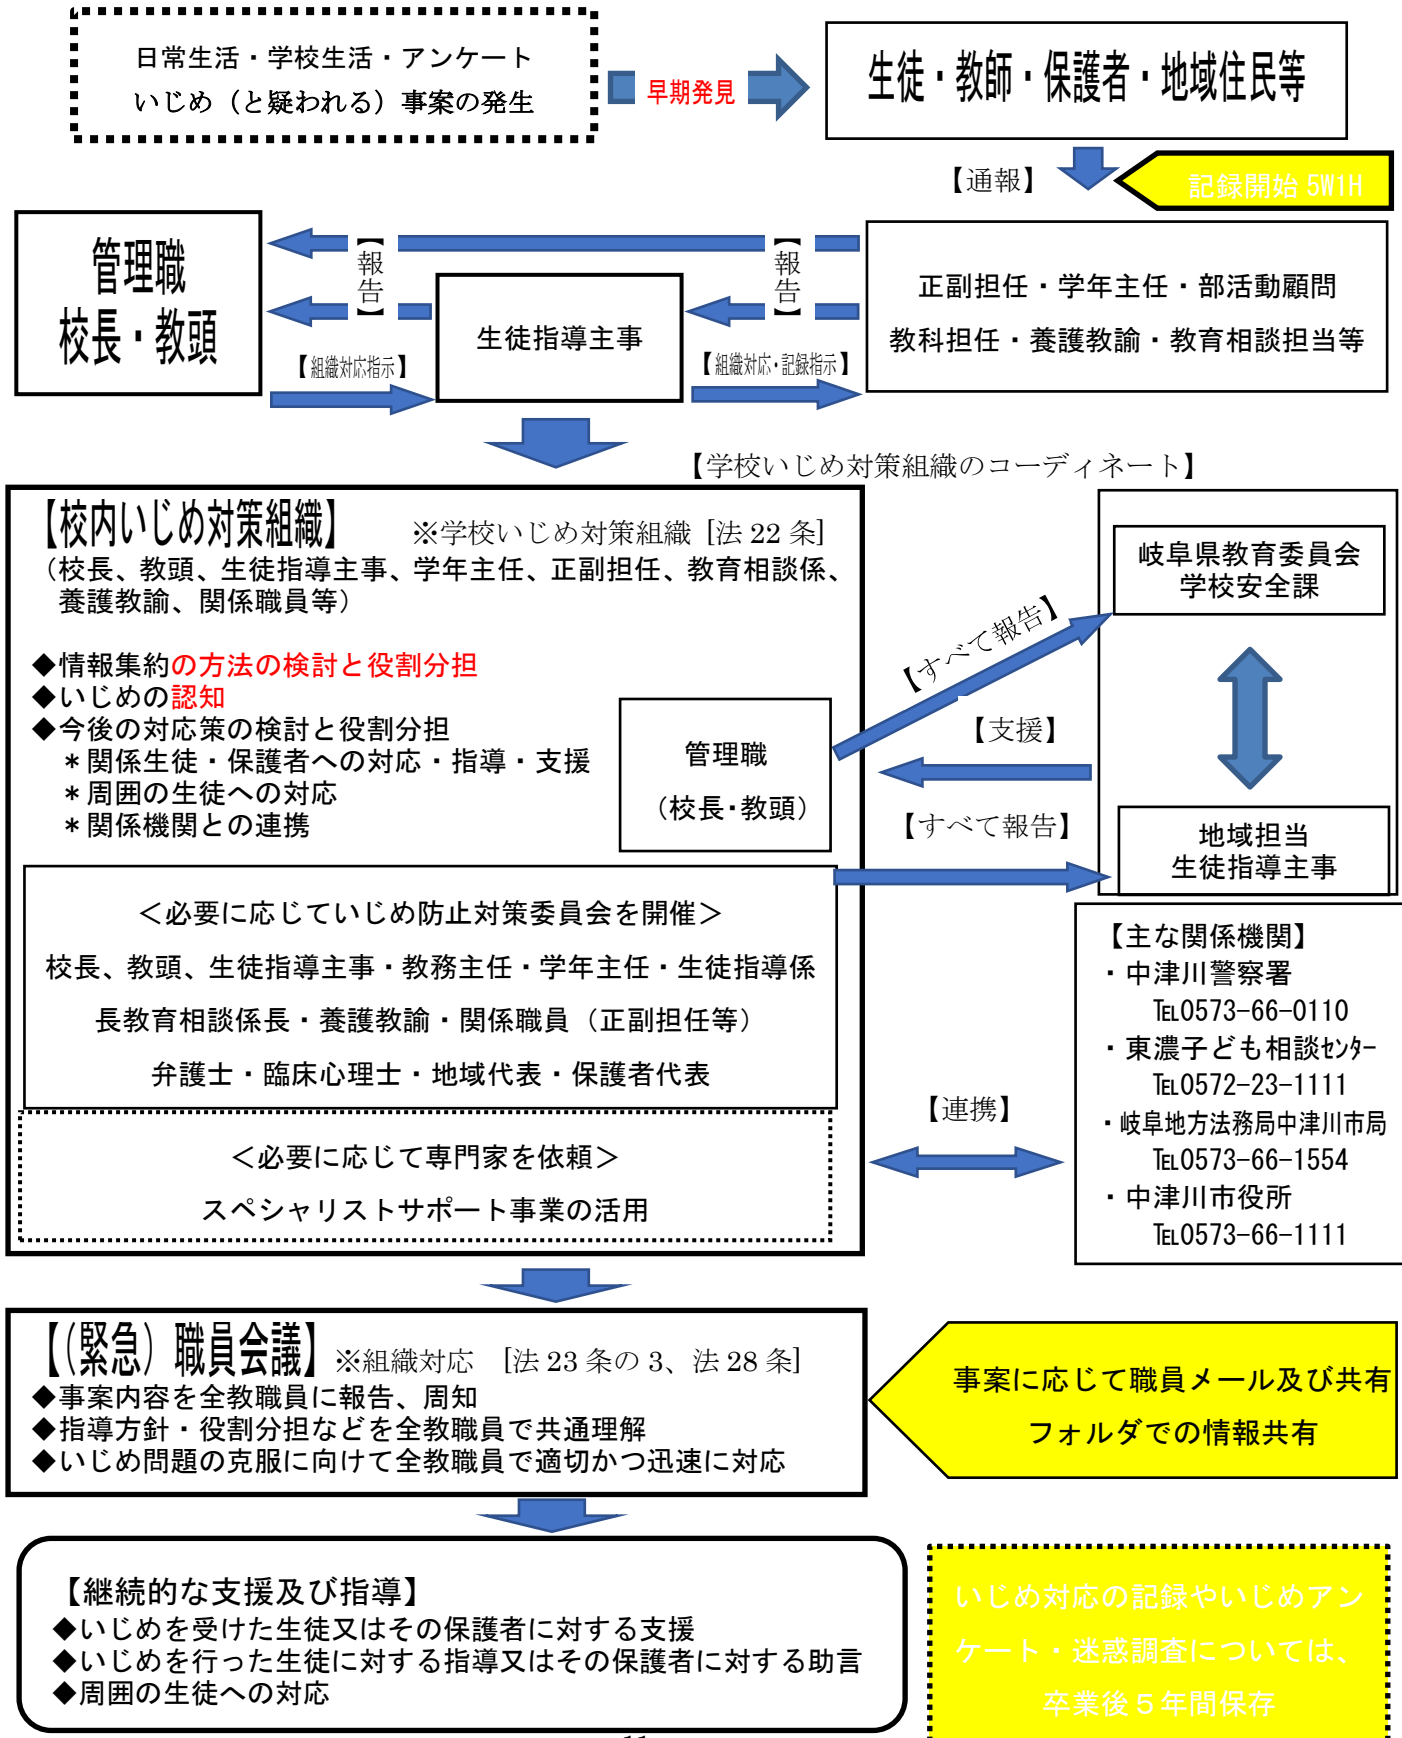 日常生活・学校生活・アンケート
いじめ（と疑われる）事案の発生
早期発見
生徒・教師・保護者・地域住民等
【通報】
記録開始 5W1H
管理職
校長・教頭
【報告】
【報告】
生徒指導主事
正副担任・学年主任・部活動顧問
教科担任・養護教諭・教育相談担当等
【組織対応指示】
【組織対応・記録指示】
【学校いじめ対策組織のコーディネート】
【校内いじめ対策組織】 ※学校いじめ対策組織 [法 22 条]
（校長、教頭、生徒指導主事、学年主任、正副担任、教育相談係、
養護教諭、関係職員等）
◆情報集約の方法の検討と役割分担
◆いじめの認知
◆今後の対応策の検討と役割分担
＊関係生徒・保護者への対応・指導・支援
＊周囲の生徒への対応
＊関係機関との連携
管理職
（校長・教頭）
【すべて報告】
【支援】
【すべて報告】
岐阜県教育委員会
学校安全課
地域担当
生徒指導主事
＜必要に応じていじめ防止対策委員会を開催＞
校長、教頭、生徒指導主事・教務主任・学年主任・生徒指導係
長教育相談係長・養護教諭・関係職員（正副担任等）
弁護士・臨床心理士・地域代表・保護者代表
＜必要に応じて専門家を依頼＞
スペシャリストサポート事業の活用
【連携】
【主な関係機関】
・中津川警察署
℡0573−66−0110
・東濃子ども相談ｾﾝﾀｰ
℡0572−23−1111
・岐阜地方法務局中津川市局
℡0573−66−1554
・中津川市役所
℡0573−66−1111
【(緊急) 職員会議】※組織対応 [法 23 条の 3、法 28 条]
◆事案内容を全教職員に報告、周知
◆指導方針・役割分担などを全教職員で共通理解
◆いじめ問題の克服に向けて全教職員で適切かつ迅速に対応
事案に応じて職員メール及び共有
フォルダでの情報共有
【継続的な支援及び指導】
◆いじめを受けた生徒又はその保護者に対する支援
◆いじめを行った生徒に対する指導又はその保護者に対する助言
◆周囲の生徒への対応
いじめ対応の記録やいじめアン
ケート・迷惑調査については、
卒業後５年間保存